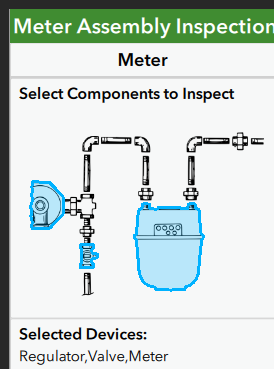 Meter Assembly Inspection
Meter
Select Components to Inspect
Selected Devices:
Regulator,Valve,Meter